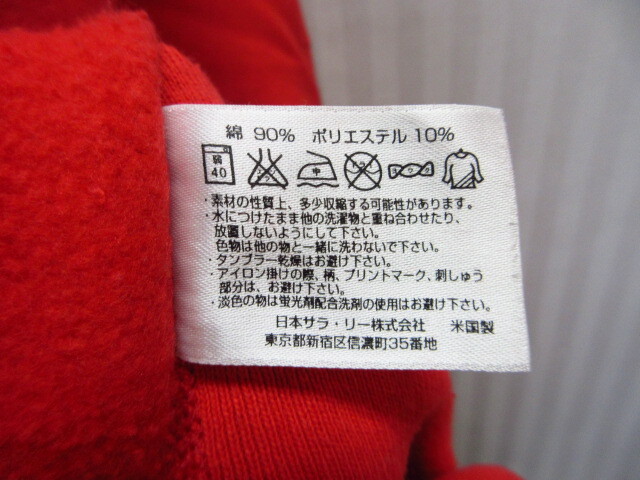 綿 90% ポリエステル 10%
弱 40 中
・素材の性質上、多少収縮する可能性があります。
・水につけたまま他の洗濯物と重ね合わせたり、
放置しないようにして下さい。
色物は他の物と一緒に洗わないで下さい。
・タンブラー乾燥はお避け下さい。
・アイロン掛けの際、柄、プリントマーク、刺しゅう
部分は、お避け下さい。
・淡色の物は蛍光剤配合洗剤の使用はお避け下さい。
日本サラ・リー株式会社 米国製
東京都新宿区信濃町35番地